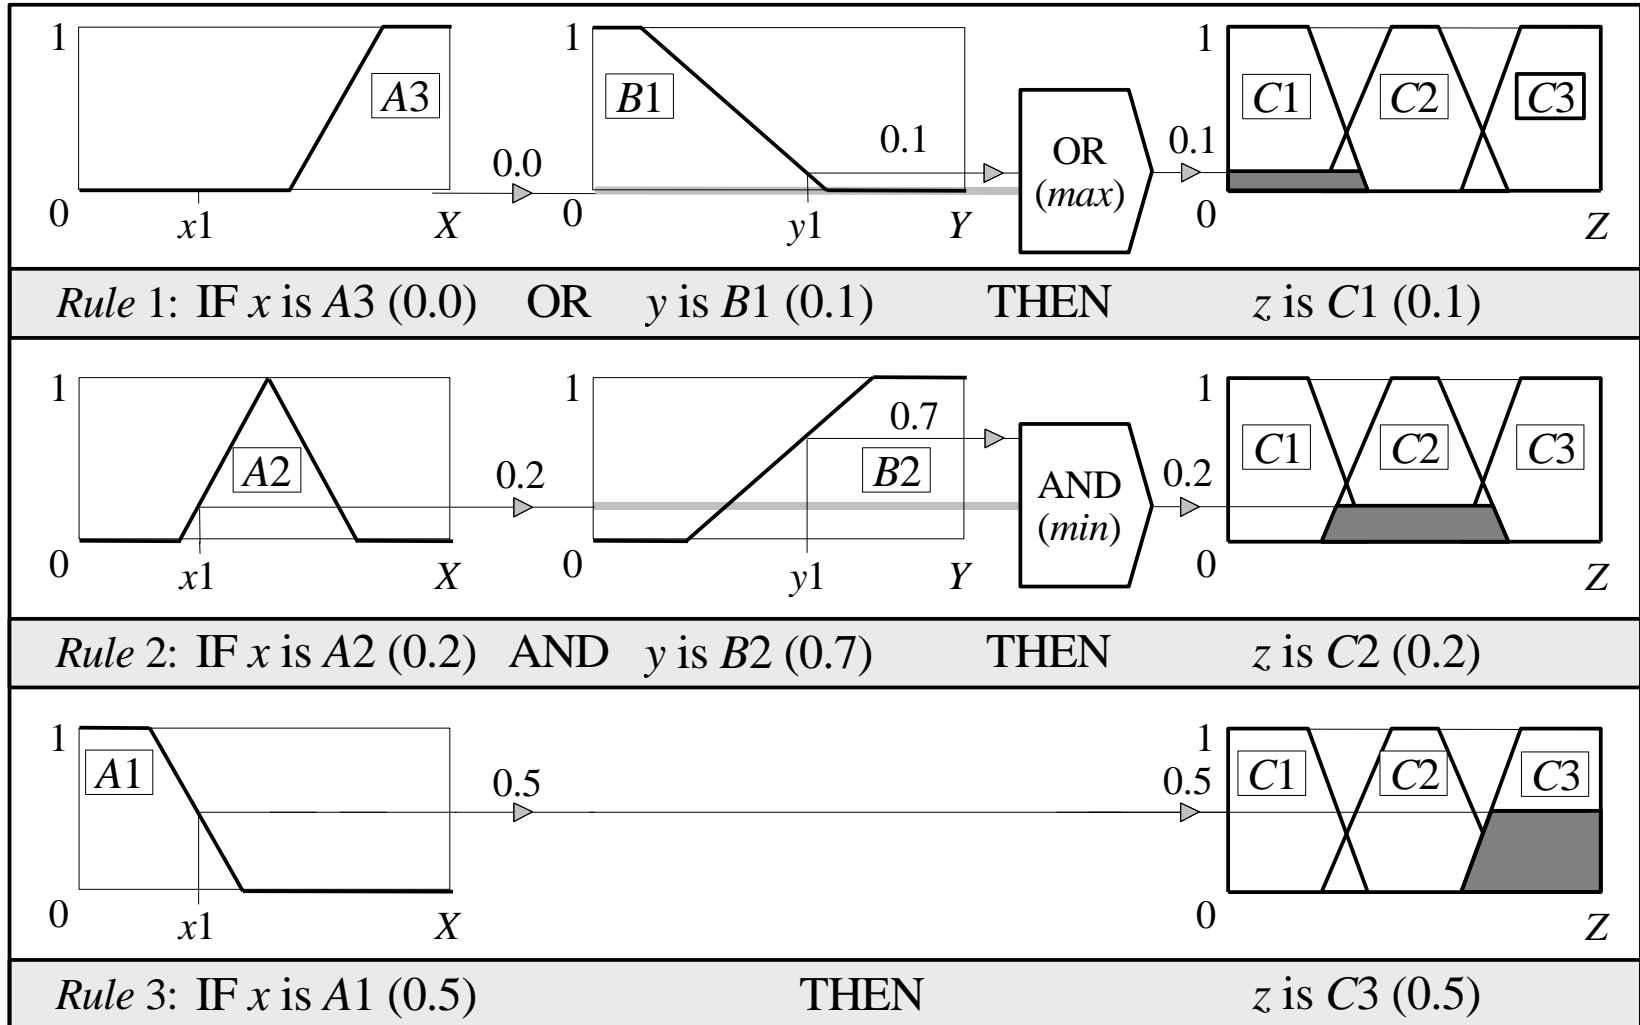 1 A3 1 B1 0.1 OR (max) 0.1 1 C1 C2 C3
0.0
0 x1 X 0 y1 Y 0 Z
Rule 1: IF x is A3 (0.0) OR y is B1 (0.1) THEN z is C1 (0.1)
1 A2 1 0.7 B2 AND (min) 0.2 1 C1 C2 C3
0.2
0 x1 X 0 y1 Y 0 Z
Rule 2: IF x is A2 (0.2) AND y is B2 (0.7) THEN z is C2 (0.2)
1 1
A1 0.5 0.5 C1 C2 C3
0 x1 X 0 Z
Rule 3: IF x is A1 (0.5) THEN z is C3 (0.5)